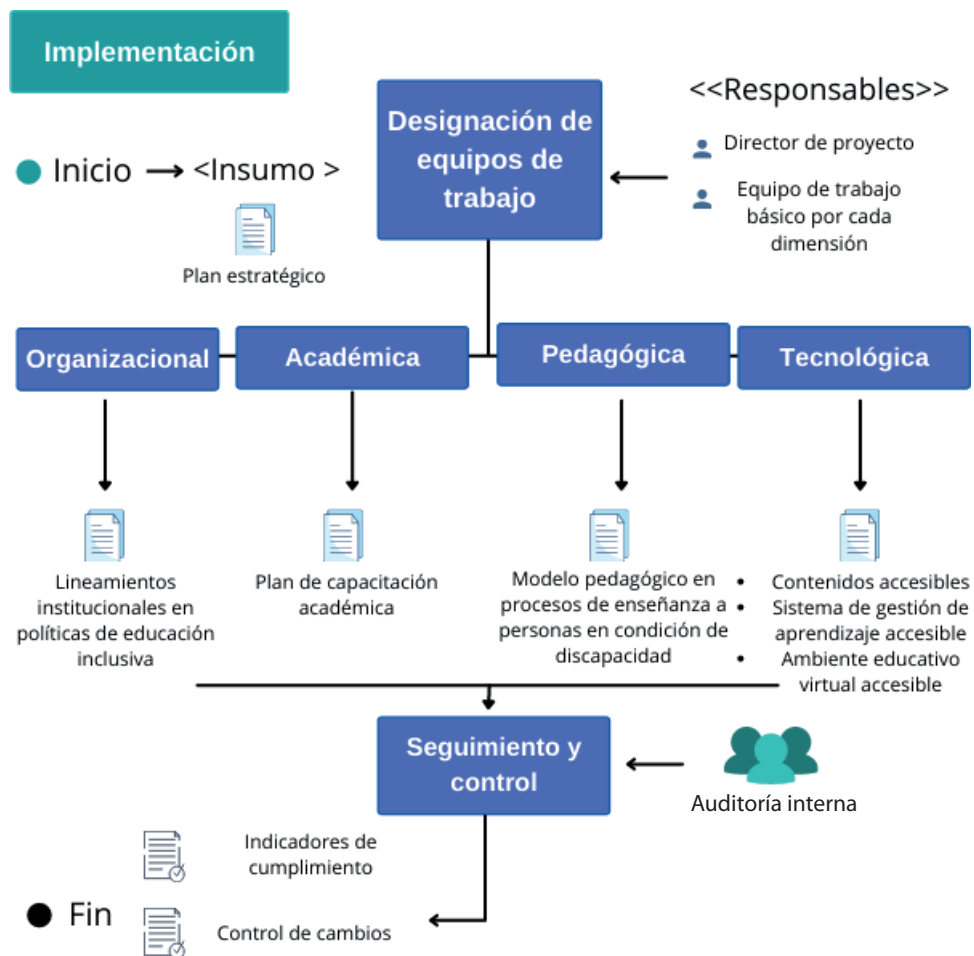 Implementación
Designación de
equipos de
trabajo
<<Responsables>>
Director de proyecto
Equipo de trabajo
básico por cada
dimensión
Inicio
<Insumo >
Plan estratégico
Organizacional
Académica
Pedagógica
Tecnológica
Lineamientos
institucionales en
políticas de educación
inclusiva
Plan de capacitación
académica
Modelo pedagógico en
procesos de enseñanza a
personas en condición de
discapacidad
• Contenidos accesibles
• Sistema de gestión de
aprendizaje accesible
• Ambiente educativo
virtual accesible
Seguimiento y
control
Auditoría interna
Indicadores de
cumplimiento
Fin
Control de cambios